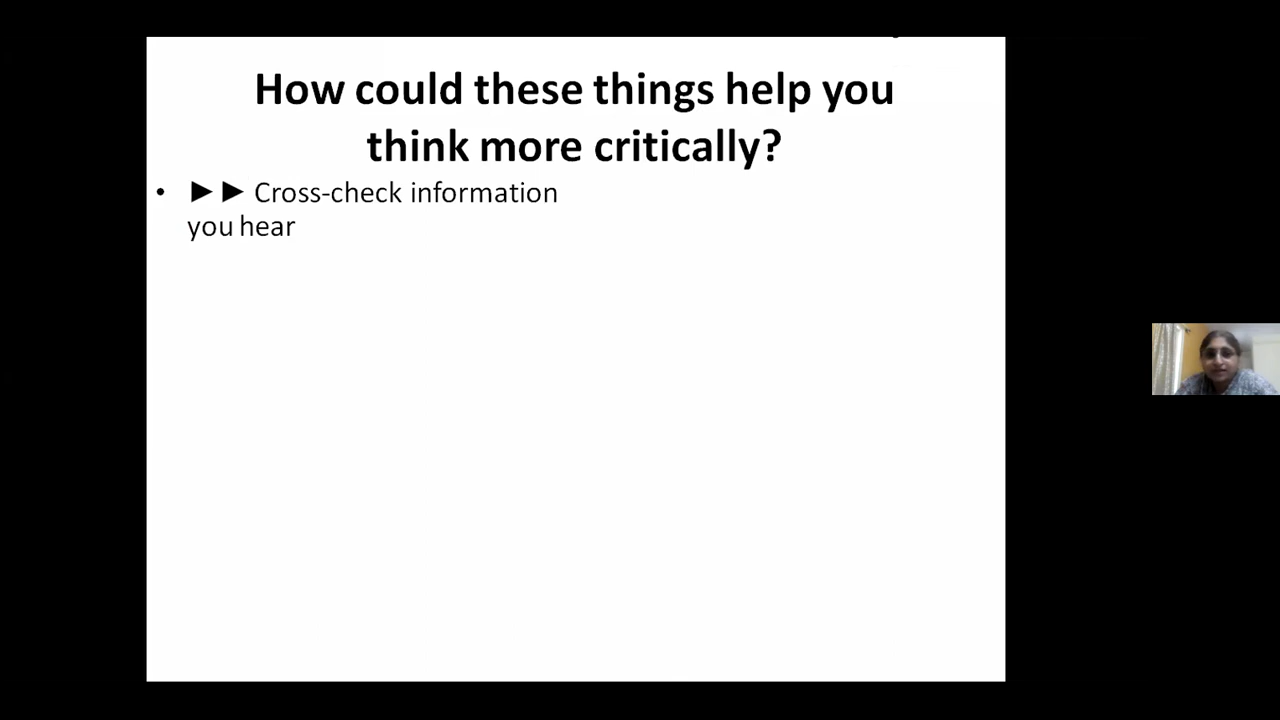 How could these things help you
think more critically?
• ►► Cross-check information
you hear